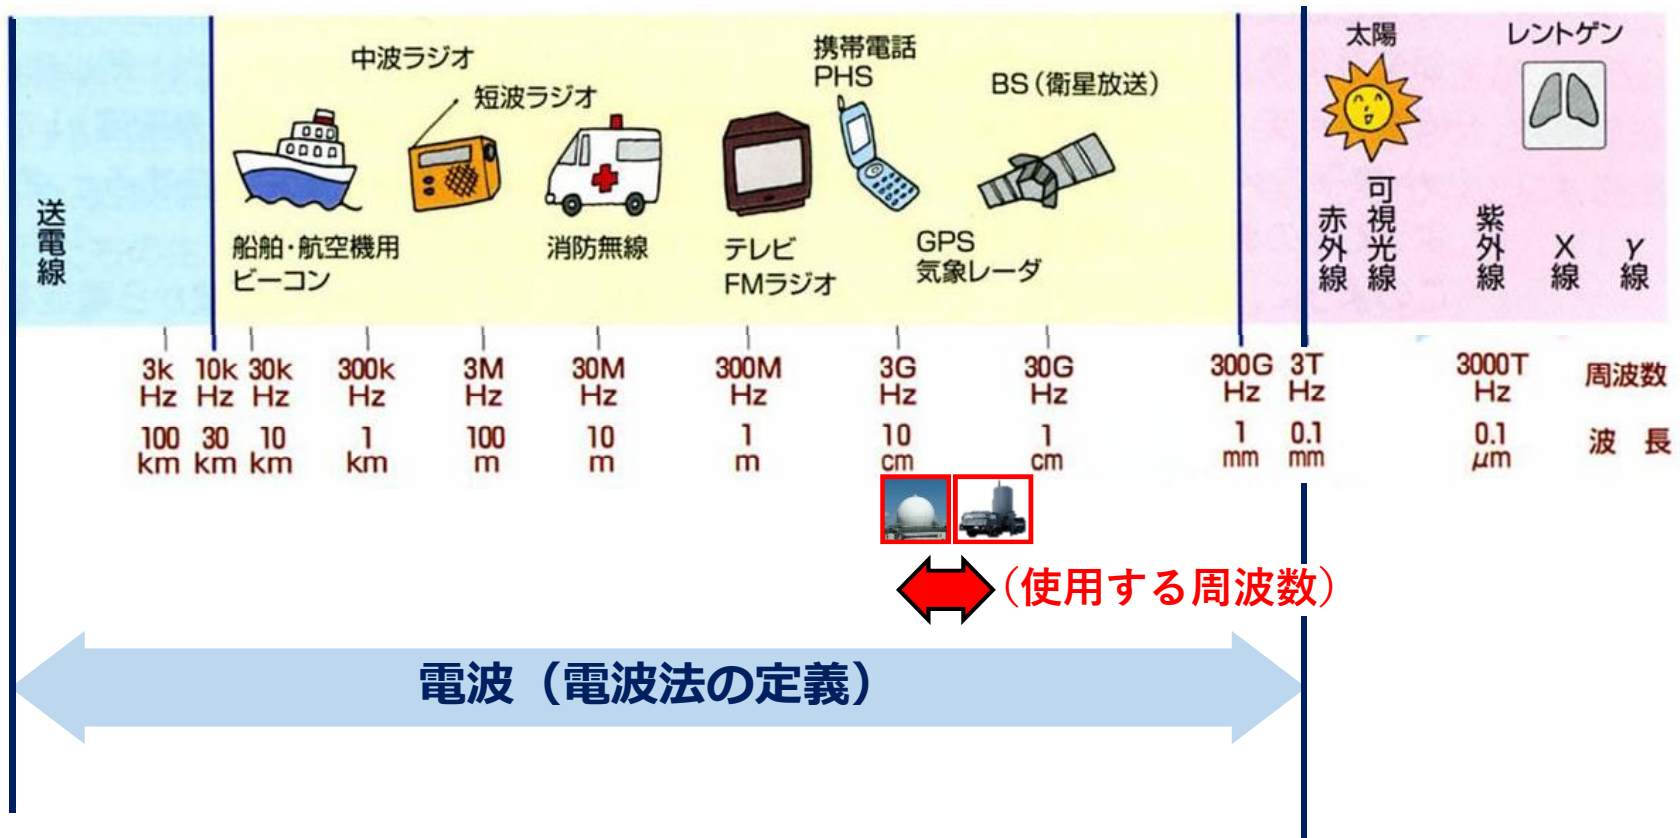 太陽
レントゲン
携帯電話
PHS
中波ラジオ
BS(衛星放送)
短波ラジオ
送電線
船舶・航空機用
ビーコン
消防無線
テレビ
FMラジオ
GPS
気象レーダ
赤外線
可視光線
紫外線
X線
γ線
3k 10k 30k 300k 3M 30M 300M 3G 30G 300G 3T 3000T
Hz Hz Hz Hz Hz Hz Hz Hz Hz Hz Hz Hz
周波数
100 30 10 1 100 10 1 10 1 1 0.1 0.1
km km km km m m m cm cm mm mm μm
波長
(使用する周波数)
電波（電波法の定義）